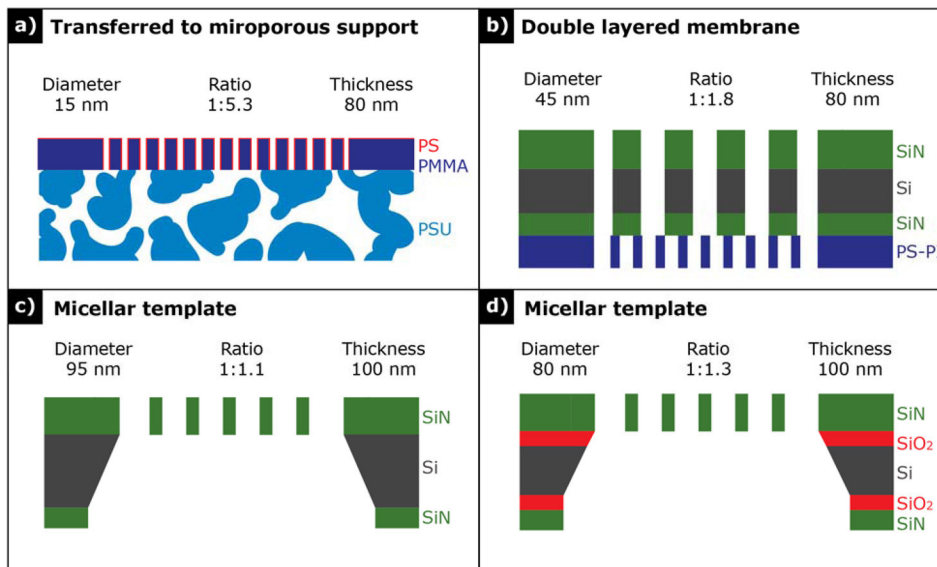 a) Transferred to miroporous support
Diameter Ratio Thickness
15 nm 1:5.3 80 nm
PS
PMMA
PSU
b) Double layered membrane
Diameter Ratio Thickness
45 nm 1:1.8 80 nm
SiN
Si
SiN
c) Micellar template
Diameter Ratio Thickness
95 nm 1:1.1 100 nm
SiN
Si
SiN
d) Micellar template
Diameter Ratio Thickness
80 nm 1:1.3 100 nm
SiN
SiO₂
Si
SiO₂
SiN